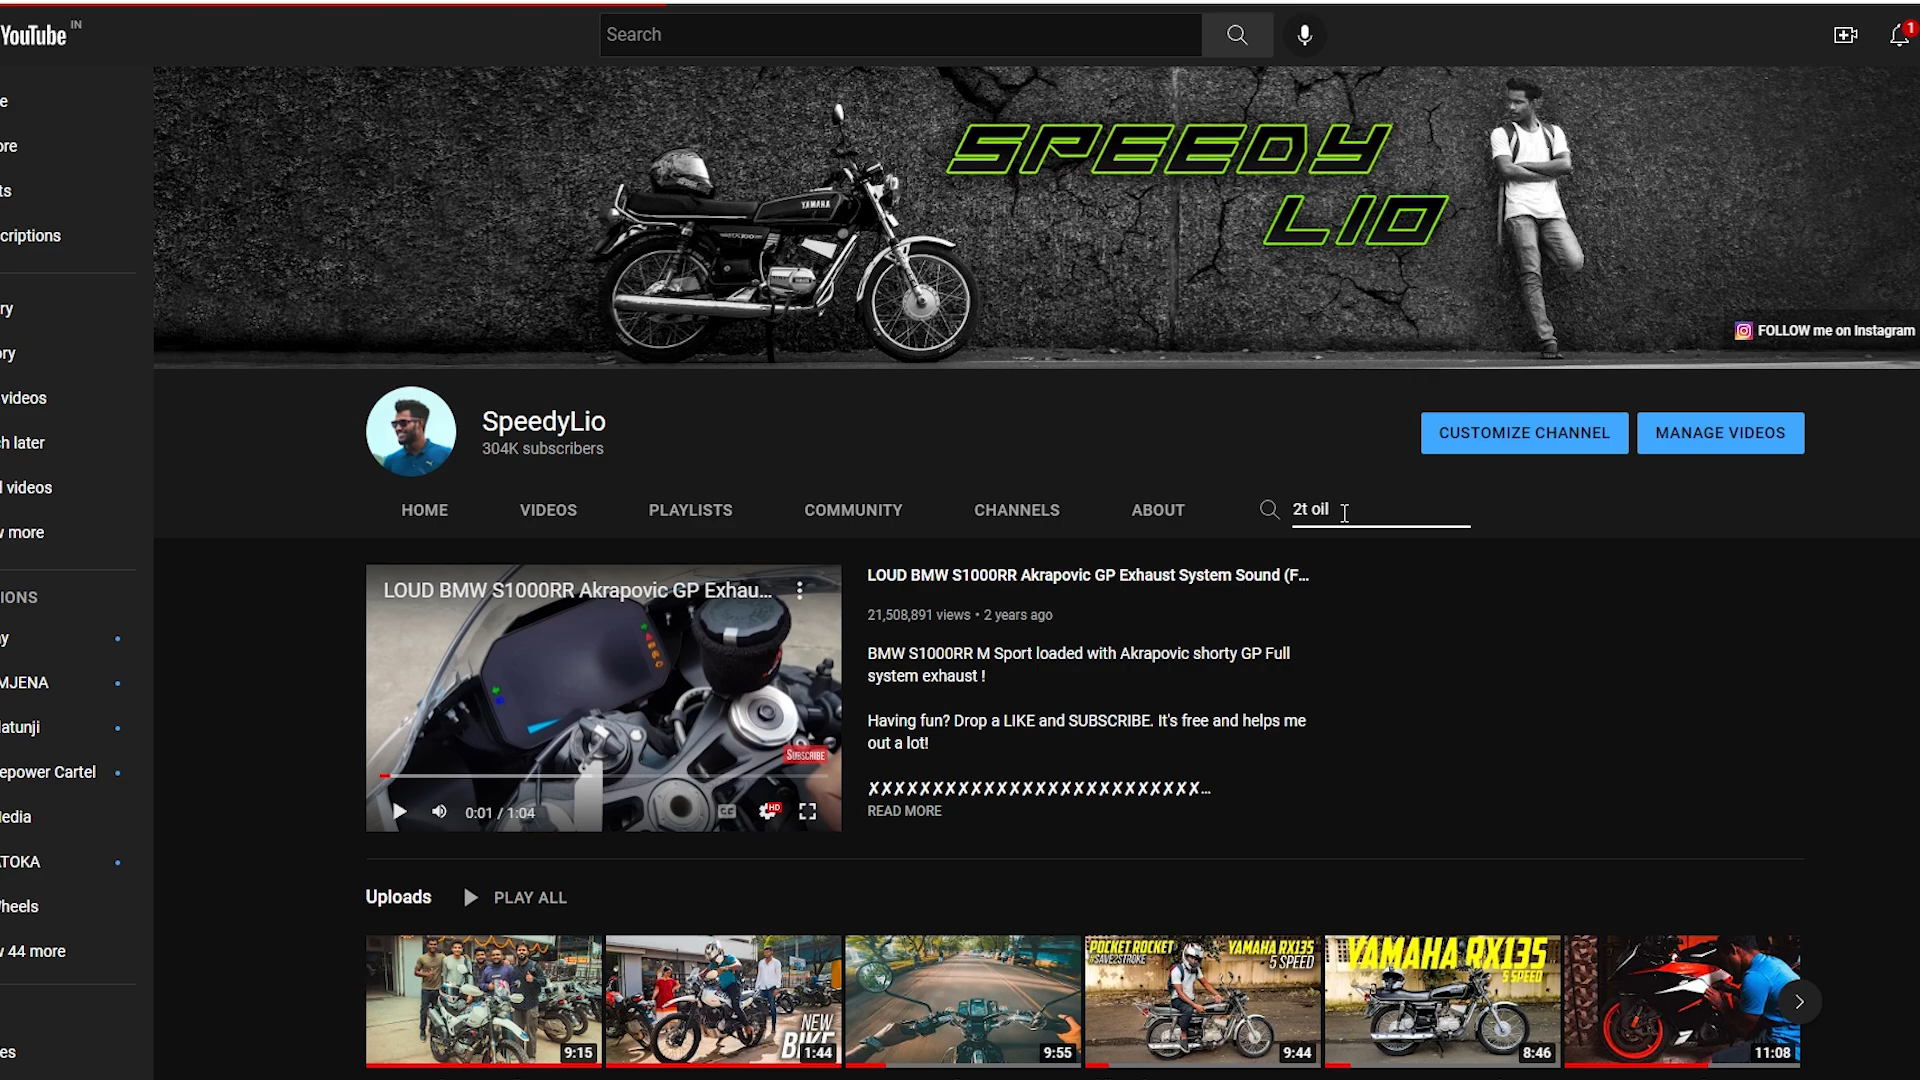 YouTube IN
Search
1
e
ore
ts
criptions
ry
ory
videos
h later
l videos
w more
IONS
y
MJENA
latunji
epower Cartel
ledia
TOKA
heels
w 44 more
es
SPEEDY
LIO
YAMAHA
FOLLOW me on Instagram
SpeedyLio
304K subscribers
CUSTOMIZE CHANNEL
MANAGE VIDEOS
HOME
VIDEOS
PLAYLISTS
COMMUNITY
CHANNELS
ABOUT
2t oil
LOUD BMW S1000RR Akrapovic GP Exhau...
SUBSCRIBE
0:01 / 1:04
CC
HD
LOUD BMW S1000RR Akrapovic GP Exhaust System Sound (F...
21,508,891 views • 2 years ago
BMW S1000RR M Sport loaded with Akrapovic shorty GP Full
system exhaust !
Having fun? Drop a LIKE and SUBSCRIBE. It's free and helps me
out a lot!
✗✗✗✗✗✗✗✗✗✗✗✗✗✗✗✗✗✗✗✗✗✗✗✗✗✗...
READ MORE
Uploads
PLAY ALL
9:15
NEW
BIKE
1:44
9:55
POCKET ROCKET
#SAVE2STROKE
YAMAHA RX135
5 SPEED
9:44
YAMAHA RX135
5 SPEED
8:46
11:08